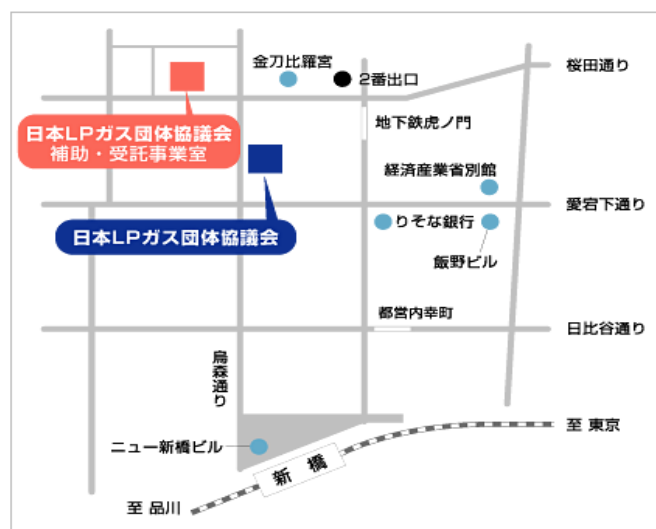 金刀比羅宮
2番出口
桜田通り
日本LPガス団体協議会
補助・受託事業室
地下鉄虎ノ門
経済産業省別館
愛宕下通り
りそな銀行
日本LPガス団体協議会
飯野ビル
都営内幸町
日比谷通り
烏森通り
至 東京
ニュー新橋ビル
新橋
至 品川